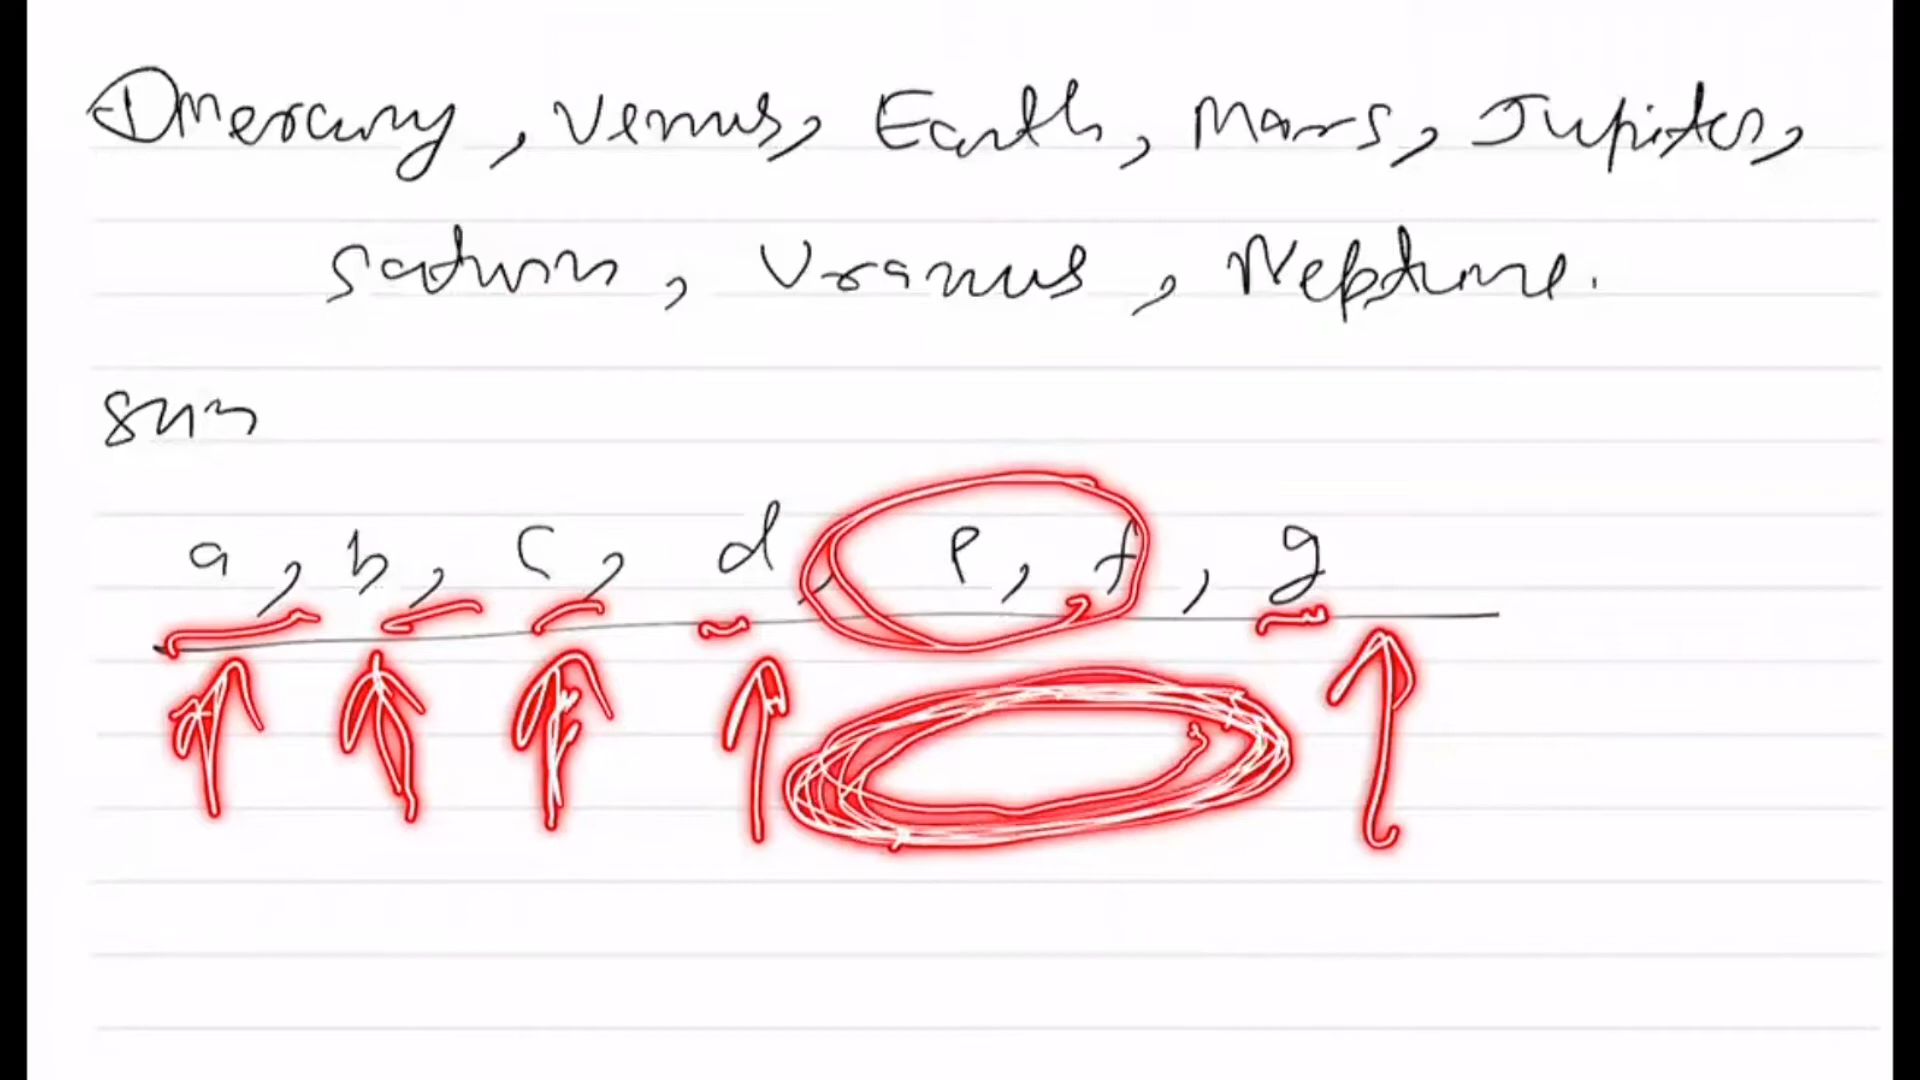 ① Mercury, Venus, Earth, Mars, Jupiter,
Saturn, Uranus, Neptune.
sun
a, b, c, d, e, f, g